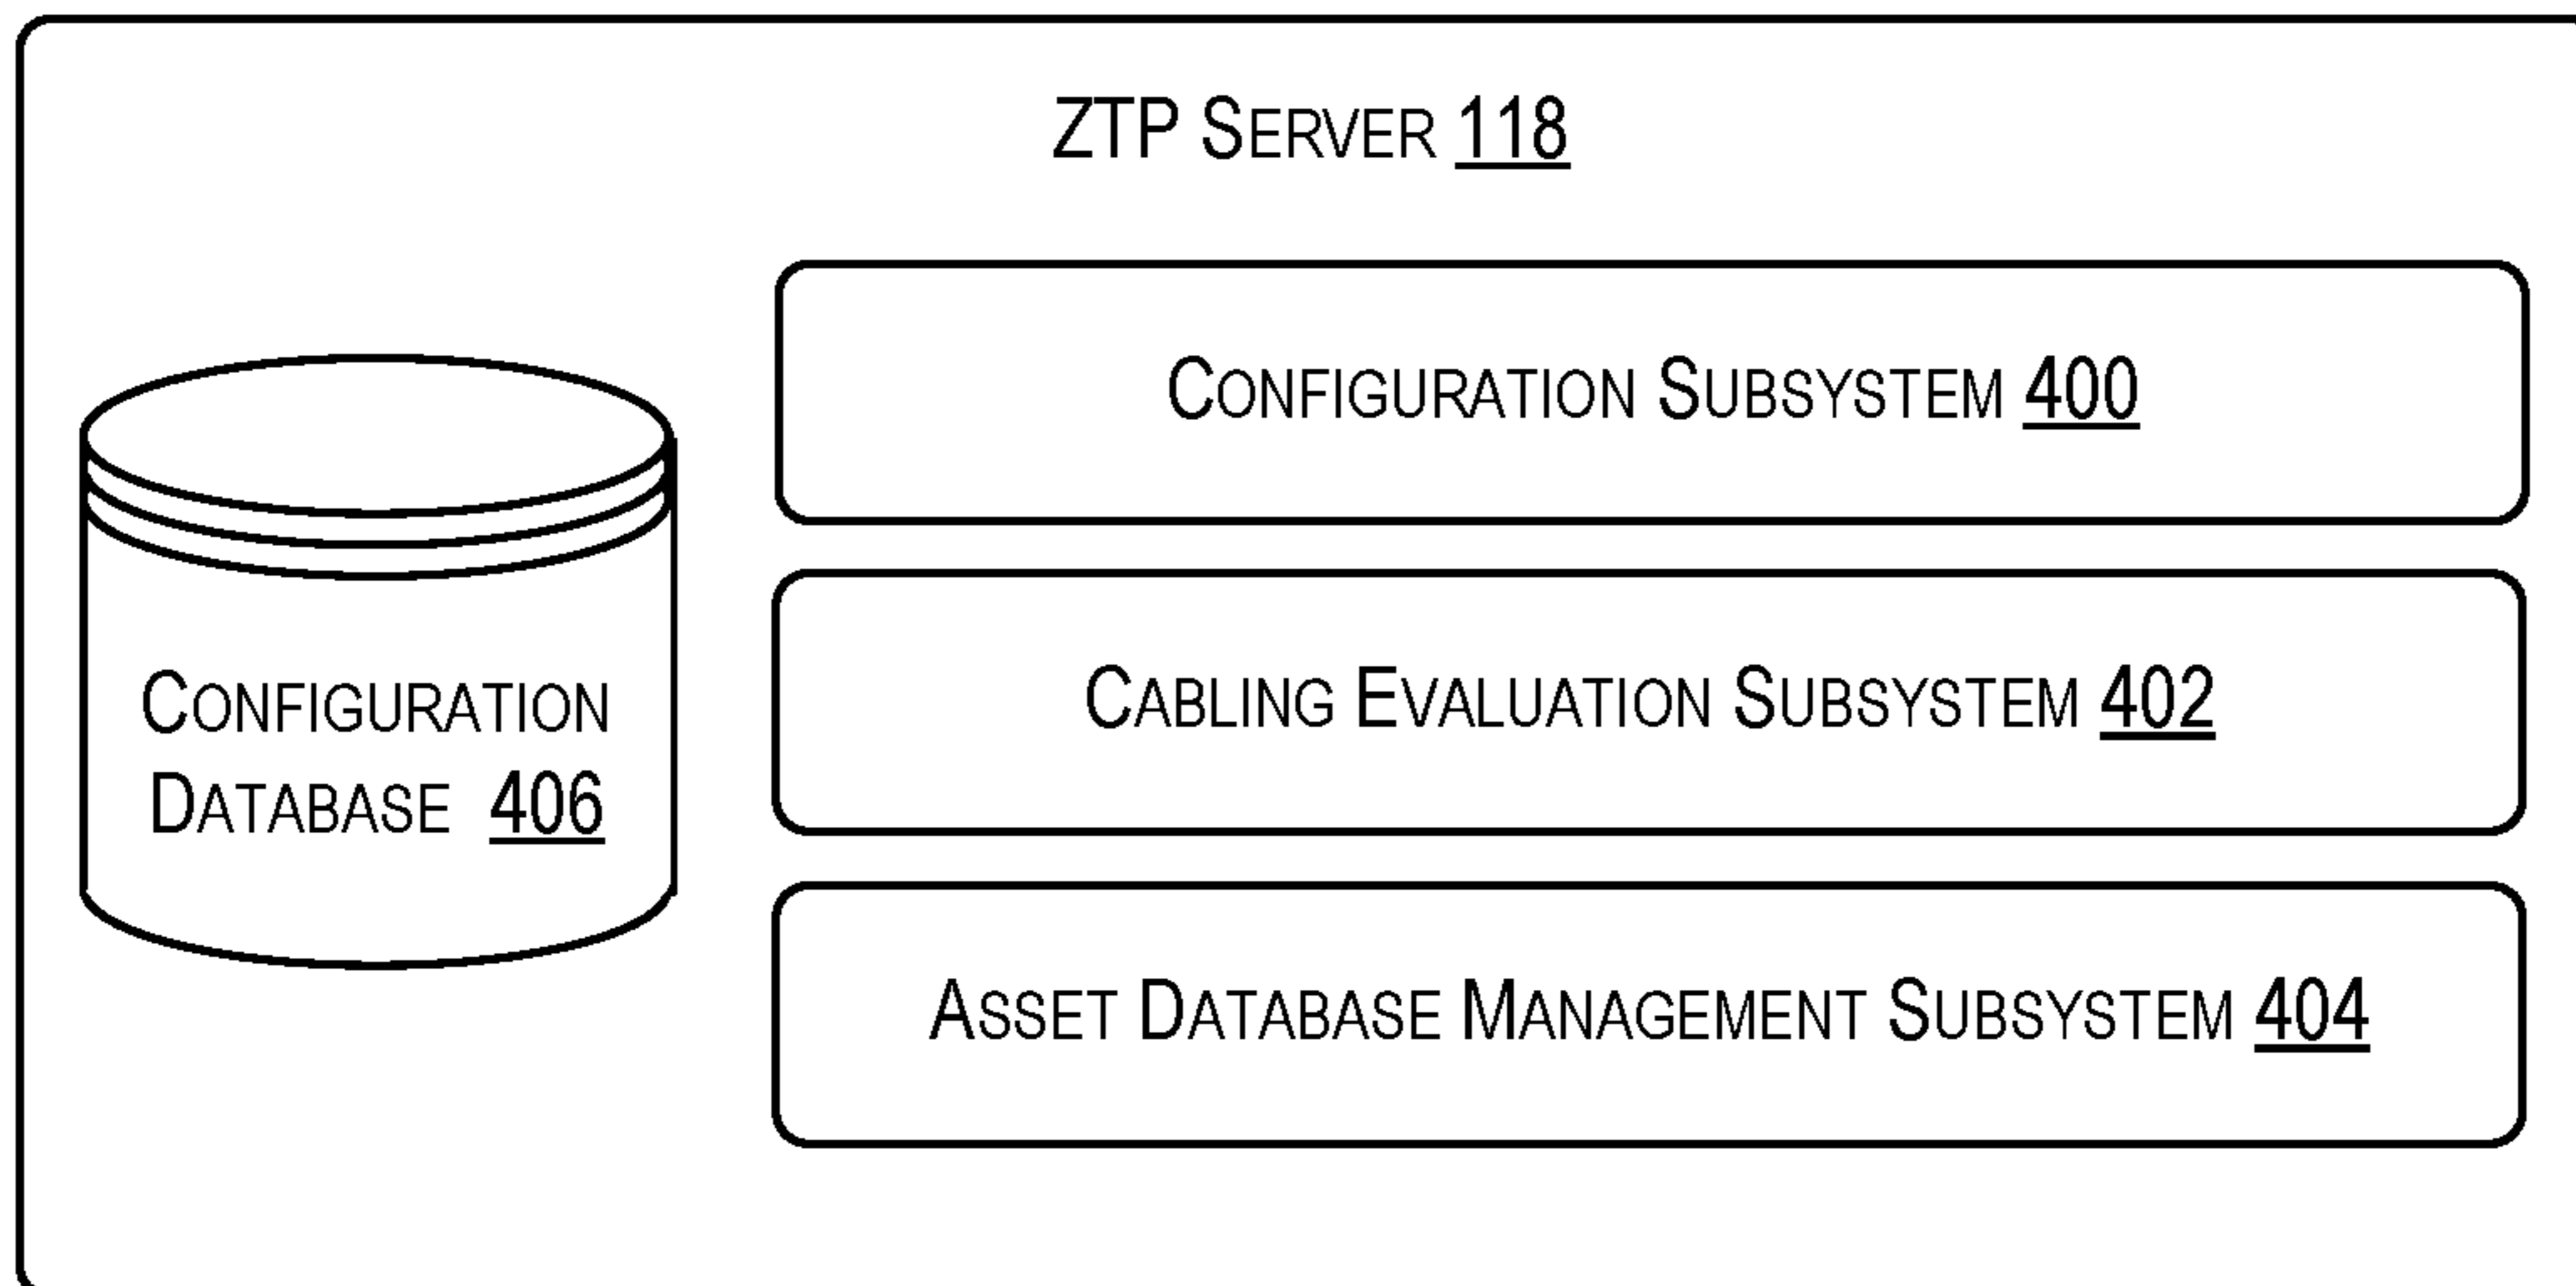 ZTP SERVER 118
CONFIGURATION SUBSYSTEM 400
CABLING EVALUATION SUBSYSTEM 402
CONFIGURATION
DATABASE 406
ASSET DATABASE MANAGEMENT SUBSYSTEM 404